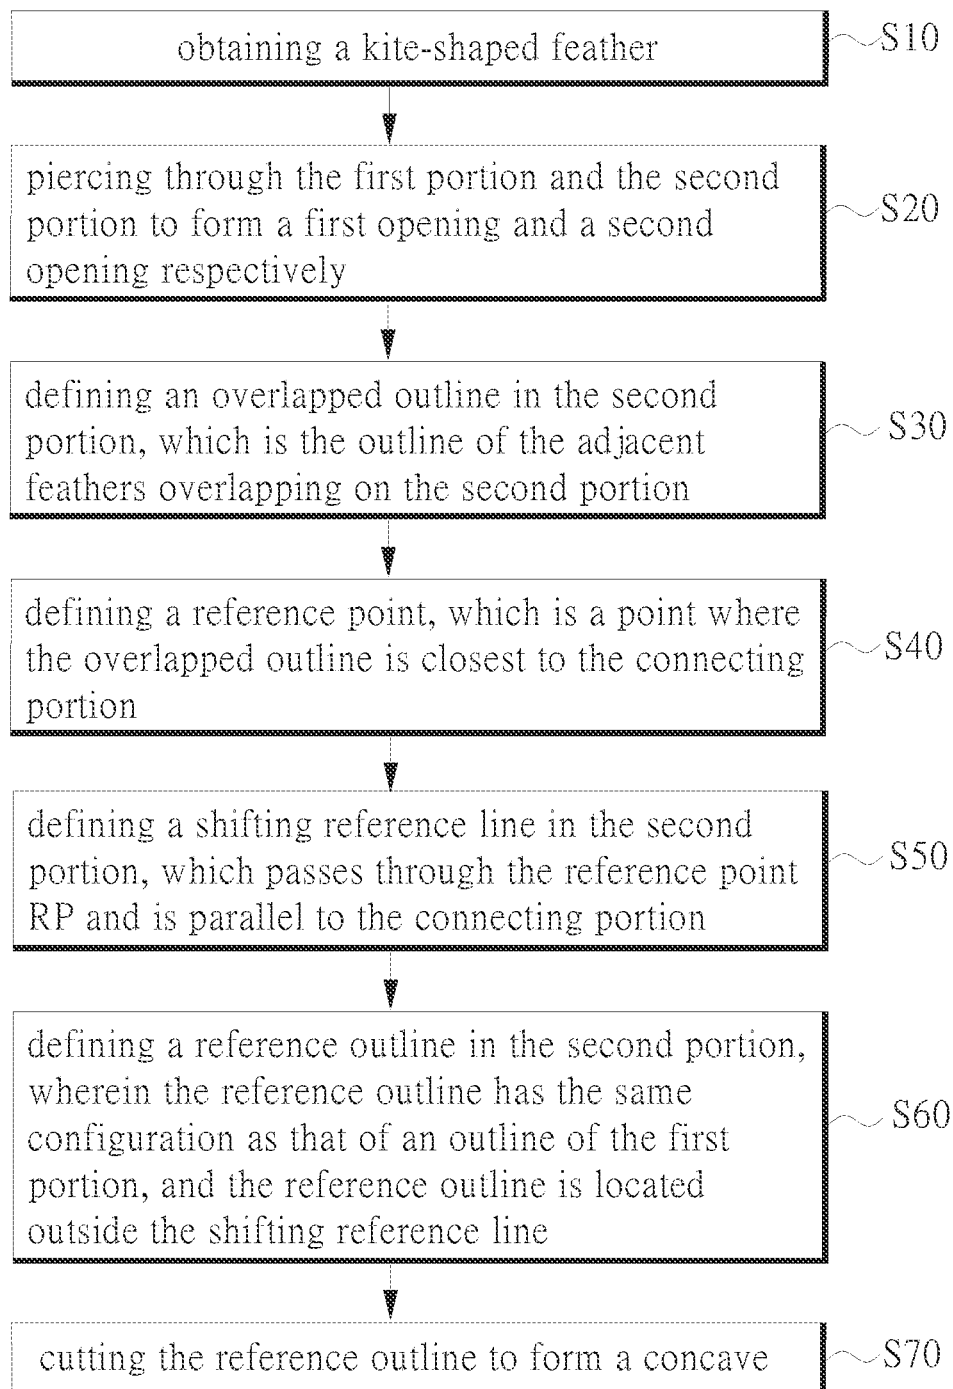 obtaining a kite-shaped feather
S10
piercing through the first portion and the second
portion to form a first opening and a second
opening respectively
S20
defining an overlapped outline in the second
portion, which is the outline of the adjacent
feathers overlapping on the second portion
S30
defining a reference point, which is a point where
the overlapped outline is closest to the connecting
portion
S40
defining a shifting reference line in the second
portion, which passes through the reference point
RP and is parallel to the connecting portion
S50
defining a reference outline in the second portion,
wherein the reference outline has the same
configuration as that of an outline of the first
portion, and the reference outline is located
outside the shifting reference line
S60
cutting the reference outline to form a concave
S70